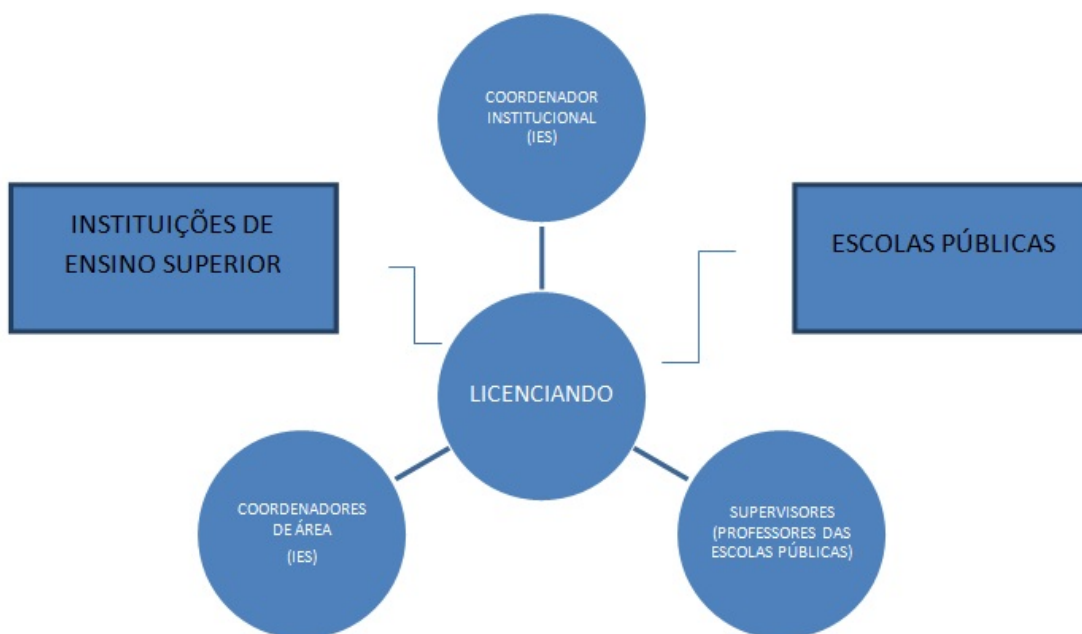 COORDENADOR
INSTITUCIONAL
(IES)
INSTITUIÇÕES DE
ENSINO SUPERIOR
ESCOLAS PÚBLICAS
LICENCIANDO
COORDENADORES
DE ÁREA
(IES)
SUPERVISORES
(PROFESSORES DAS
ESCOLAS PÚBLICAS)